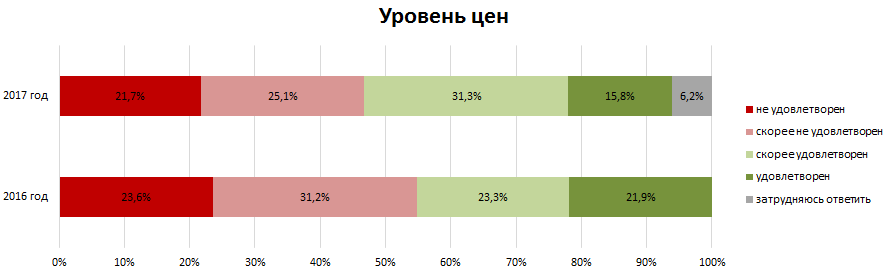 Уровень цен
2017 год
21,7%
25,1%
31,3%
15,8%
6,2%
не удовлетворен
скорее не удовлетворен
скорее удовлетворен
удовлетворен
затрудняюсь ответить
2016 год
23,6%
31,2%
23,3%
21,9%
0%
10%
20%
30%
40%
50%
60%
70%
80%
90%
100%